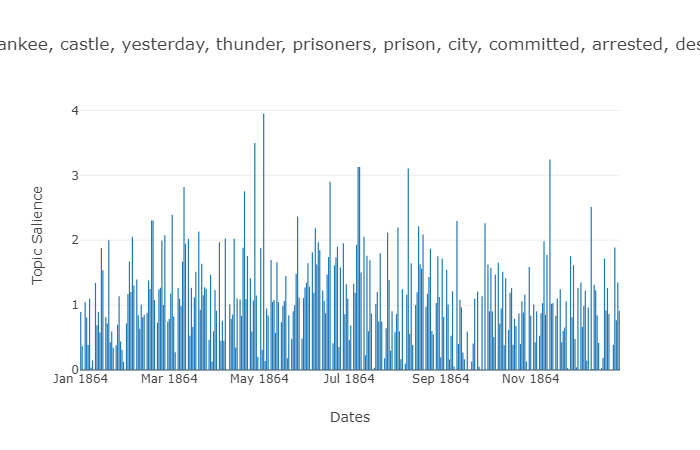 ankee, castle, yesterday, thunder, prisoners, prison, city, committed, arrested, des
4
3
2
1
0
Topic Salience
Jan 1864 Mar 1864 May 1864 Jul 1864 Sep 1864 Nov 1864
Dates